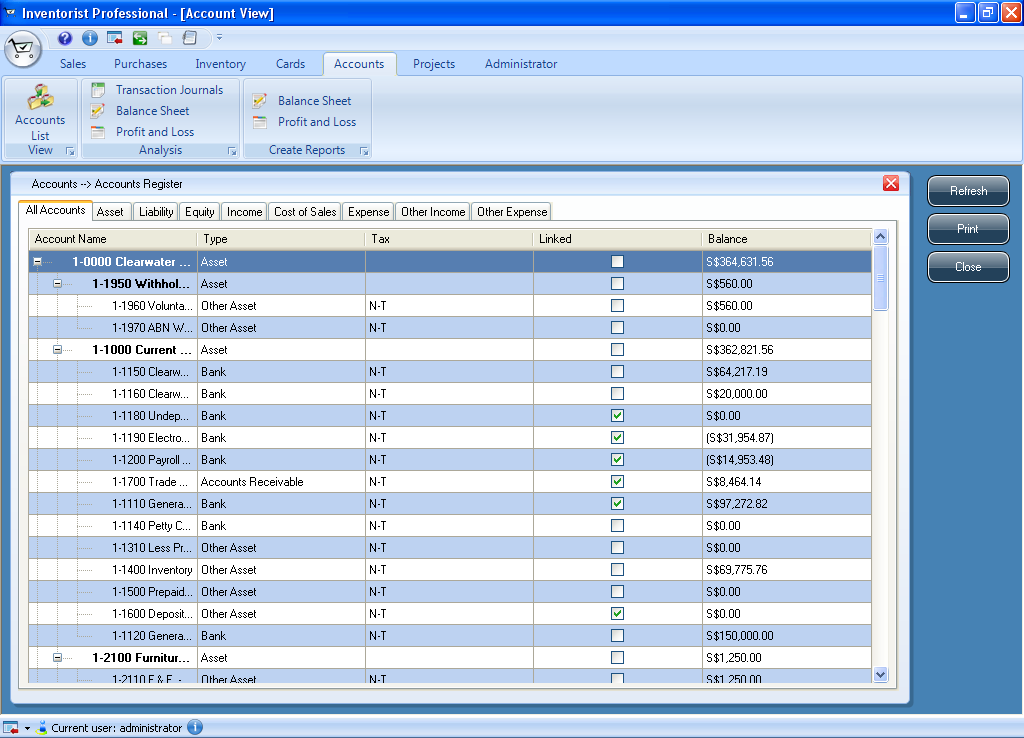 Inventorist Professional - [Account View]
Sales Purchases Inventory Cards Accounts Projects Administrator
Accounts List
View
Transaction Journals
Balance Sheet
Profit and Loss
Analysis
Balance Sheet
Profit and Loss
Create Reports
Accounts --> Accounts Register
Refresh
Print
Close
All Accounts Asset Liability Equity Income Cost of Sales Expense Other Income Other Expense
Account Name Type Tax Linked Balance
1-0000 Clearwater ... Asset S$364,631.56
1-1950 Withhol... Asset S$560.00
1-1960 Volunta... Other Asset N-T S$560.00
1-1970 ABN W... Other Asset N-T S$0.00
1-1000 Current ... Asset S$362,821.56
1-1150 Clearw... Bank N-T S$64,217.19
1-1160 Clearw... Bank N-T S$20,000.00
1-1180 Undep... Bank N-T S$0.00
1-1190 Electro... Bank N-T (S$31,954.87)
1-1200 Payroll ... Bank N-T (S$14,953.48)
1-1700 Trade ... Accounts Receivable N-T S$8,464.14
1-1110 Genera... Bank N-T S$97,272.82
1-1140 Petty C... Bank N-T S$0.00
1-1310 Less Pr... Other Asset N-T S$0.00
1-1400 Inventory Other Asset N-T S$69,775.76
1-1500 Prepaid... Other Asset N-T S$0.00
1-1600 Deposit... Other Asset N-T S$0.00
1-1120 Genera... Bank N-T S$150,000.00
1-2100 Furnitur... Asset S$1,250.00
1-2110 F & F - Other Asset N-T S$1,250.00
Current user: administrator